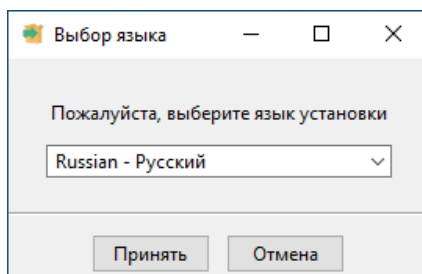 Выбор языка
Пожалуйста, выберите язык установки
Russian - Русский
Принять Отмена